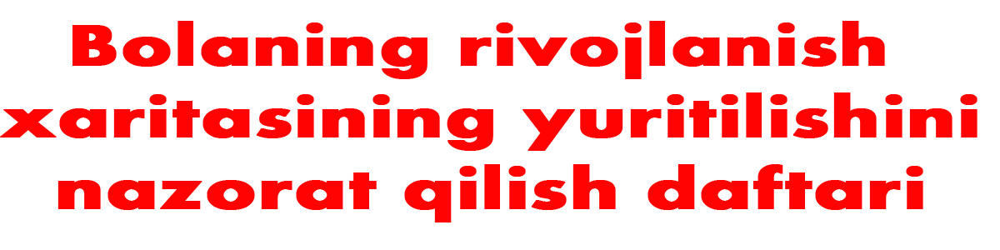 Bolaning rivojlanish
xaritasining yuritilishini
nazorat qilish daftari